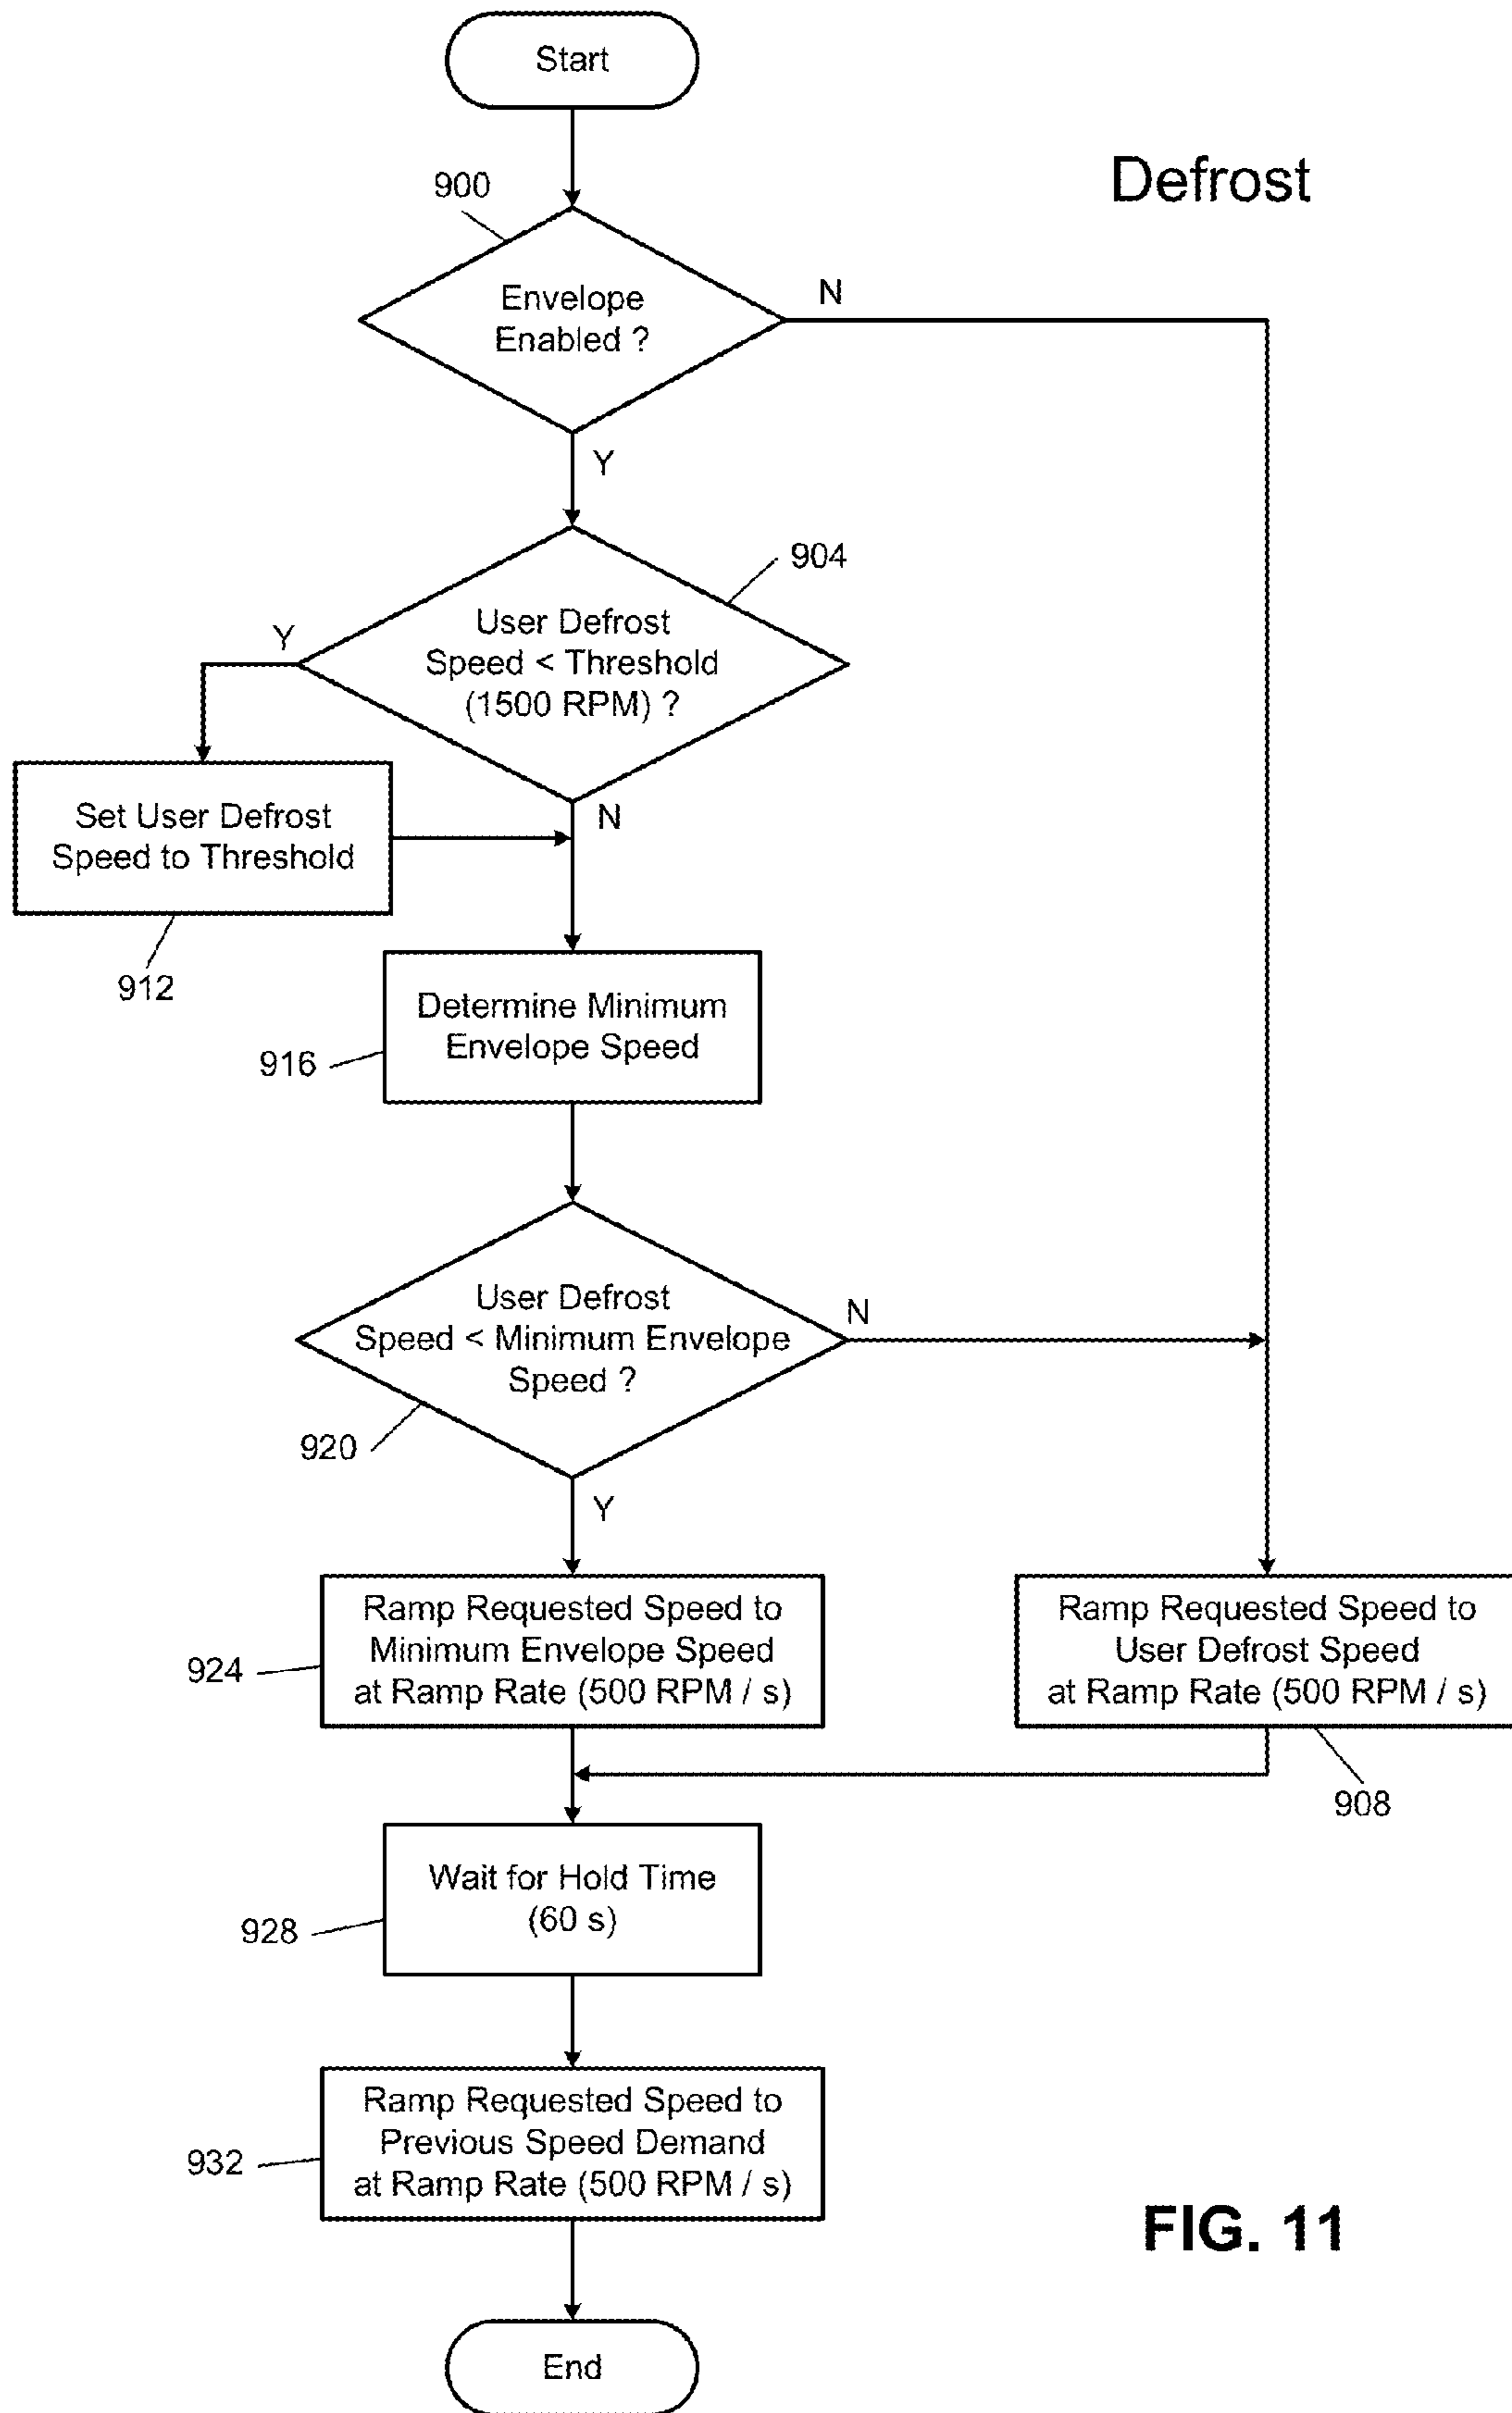 Start
Defrost
900
Envelope
Enabled ?
N
Y
904
User Defrost
Speed < Threshold
(1500 RPM) ?
Y
N
Set User Defrost
Speed to Threshold
912
Determine Minimum
Envelope Speed
916
User Defrost
Speed < Minimum Envelope
Speed ?
N
920
Y
Ramp Requested Speed to
Minimum Envelope Speed
at Ramp Rate (500 RPM / s)
924
Ramp Requested Speed to
User Defrost Speed
at Ramp Rate (500 RPM / s)
908
Wait for Hold Time
(60 s)
928
Ramp Requested Speed to
Previous Speed Demand
at Ramp Rate (500 RPM / s)
932
FIG. 11
End